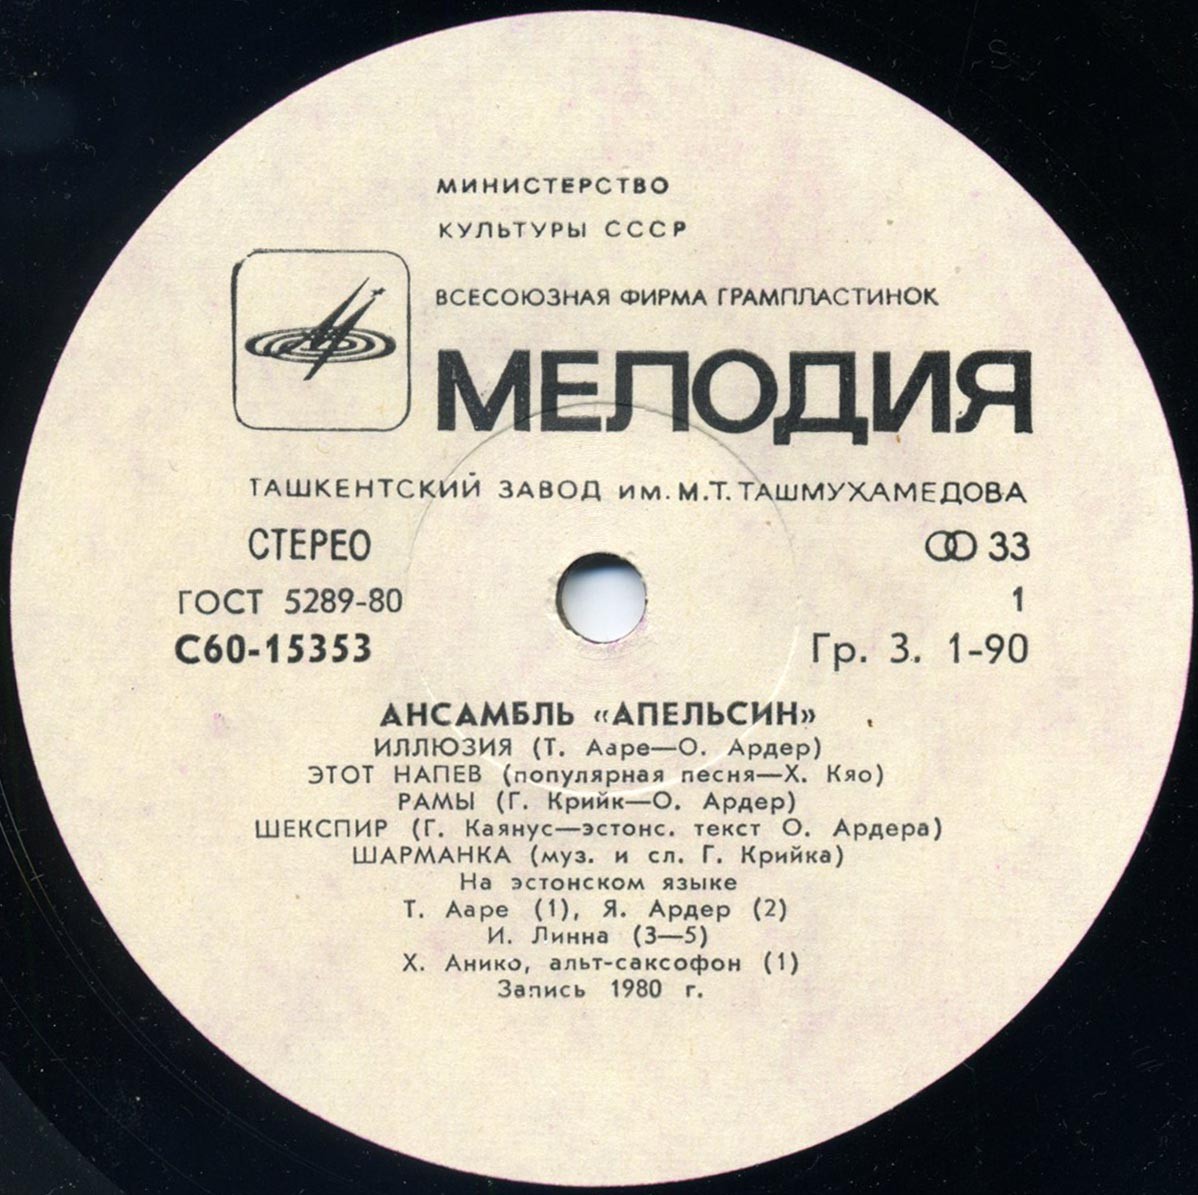 МИНИСТЕРСТВО
КУЛЬТУРЫ СССР
ВСЕСОЮЗНАЯ ФИРМА ГРАМПЛАСТИНОК
МЕЛОДИЯ
ТАШКЕНТСКИЙ ЗАВОД ИМ. М.Т. ТАШМУХАМЕДОВА
СТЕРЕО 33
ГОСТ 5289-80 1
С60-15353 Гр. 3. 1-90
АНСАМБЛЬ «АПЕЛЬСИН»
ИЛЛЮЗИЯ (Т. Ааре—О. Ардер)
ЭТОТ НАПЕВ (популярная песня—Х. Кяо)
РАМЫ (Г. Крийк—О. Ардер)
ШЕКСПИР (Г. Каянус—эстонс. текст О. Ардера)
ШАРМАНКА (муз. и сл. Г. Крийка)
На эстонском языке
Т. Ааре (1), Я. Ардер (2)
И. Линна (3—5)
Х. Анико, альт-саксофон (1)
Запись 1980 г.